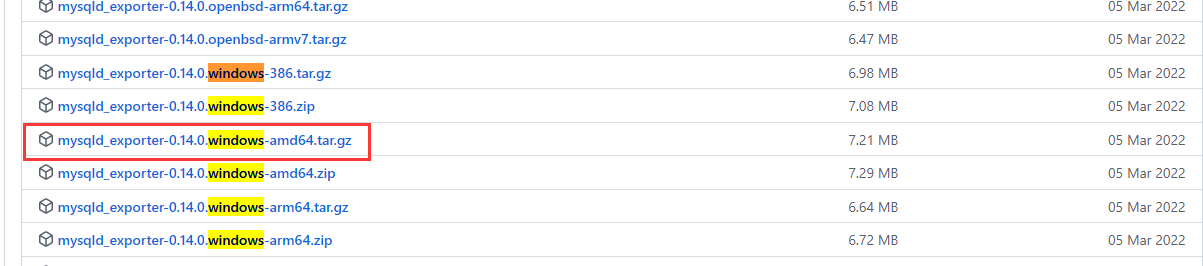 mysqld_exporter-0.14.0.openbsd-arm64.tar.gz 6.51 MB 05 Mar 2022
mysqld_exporter-0.14.0.openbsd-armv7.tar.gz 6.47 MB 05 Mar 2022
mysqld_exporter-0.14.0.windows-386.tar.gz 6.98 MB 05 Mar 2022
mysqld_exporter-0.14.0.windows-386.zip 7.08 MB 05 Mar 2022
mysqld_exporter-0.14.0.windows-amd64.tar.gz 7.21 MB 05 Mar 2022
mysqld_exporter-0.14.0.windows-amd64.zip 7.29 MB 05 Mar 2022
mysqld_exporter-0.14.0.windows-arm64.tar.gz 6.64 MB 05 Mar 2022
mysqld_exporter-0.14.0.windows-arm64.zip 6.72 MB 05 Mar 2022